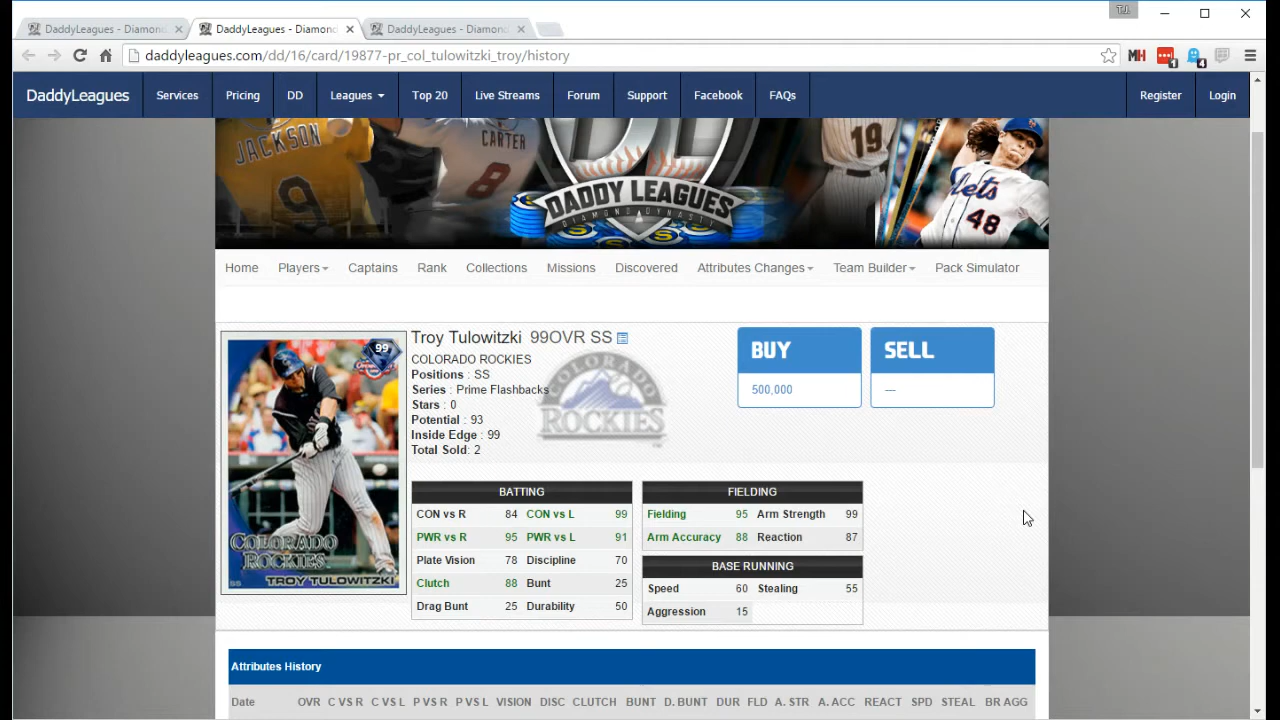 T.J.
DaddyLeagues - Diamond
DaddyLeagues - Diamond
DaddyLeagues - Diamond
daddyleagues.com/dd/16/card/19877-pr_col_tulowitzki_troy/history
MH 1 4
DaddyLeagues Services Pricing DD Leagues Top 20 Live Streams Forum Support Facebook FAQs Register Login
JACKSON
9
CARTER
8
DD
DADDY LEAGUES
DIAMOND DYNASTY
19
Mets
48
Home Players Captains Rank Collections Missions Discovered Attributes Changes Team Builder Pack Simulator
99
COLORADO
ROCKIES
SS TROY TULOWITZKI
Troy Tulowitzki 99OVR SS
COLORADO ROCKIES
Positions : SS
Series : Prime Flashbacks
Stars : 0
Potential : 93
Inside Edge : 99
Total Sold: 2
COLORADO
ROCKIES
BUY
500,000
SELL
---
BATTING
CON vs R 84 CON vs L 99
PWR vs R 95 PWR vs L 91
Plate Vision 78 Discipline 70
Clutch 88 Bunt 25
Drag Bunt 25 Durability 50
FIELDING
Fielding 95 Arm Strength 99
Arm Accuracy 88 Reaction 87
BASE RUNNING
Speed 60 Stealing 55
Aggression 15
Attributes History
Date OVR C VS R C VS L P VS R P VS L VISION DISC CLUTCH BUNT D. BUNT DUR FLD A. STR A. ACC REACT SPD STEAL BR AGG